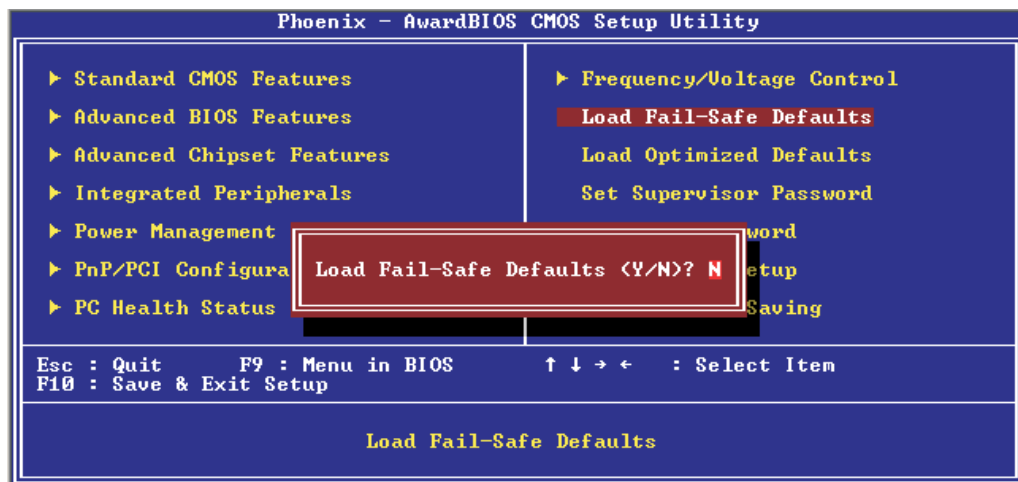 Phoenix - AwardBIOS CMOS Setup Utility
▶ Standard CMOS Features
▶ Advanced BIOS Features
▶ Advanced Chipset Features
▶ Integrated Peripherals
▶ Power Management
▶ PnP/PCI Configura
▶ PC Health Status
▶ Frequency/Voltage Control
Load Fail-Safe Defaults
Load Optimized Defaults
Set Supervisor Password
word
etup
Saving
Load Fail-Safe Defaults (Y/N)? N
Esc : Quit F9 : Menu in BIOS ↑ ↓ → ← : Select Item
F10 : Save & Exit Setup
Load Fail-Safe Defaults